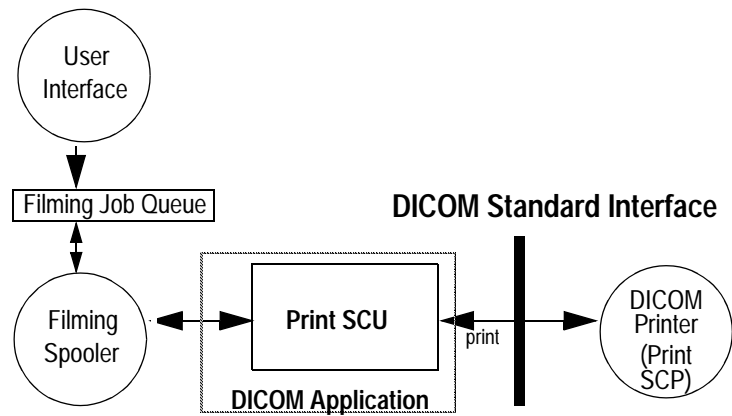 User
Interface
Filming Job Queue
DICOM Standard Interface
Filming
Spooler
Print SCU
print
DICOM
Printer
(Print
SCP)
DICOM Application